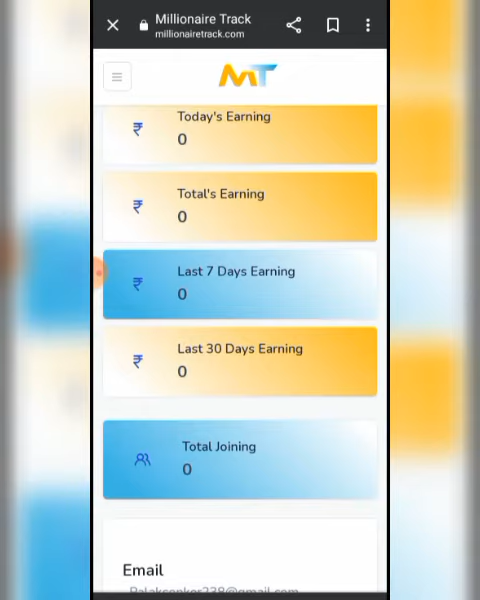 Millionaire Track
millionairetrack.com
MT
Today's Earning
₹
0
Total's Earning
₹
0
Last 7 Days Earning
₹
0
Last 30 Days Earning
₹
0
Total Joining
0
Email